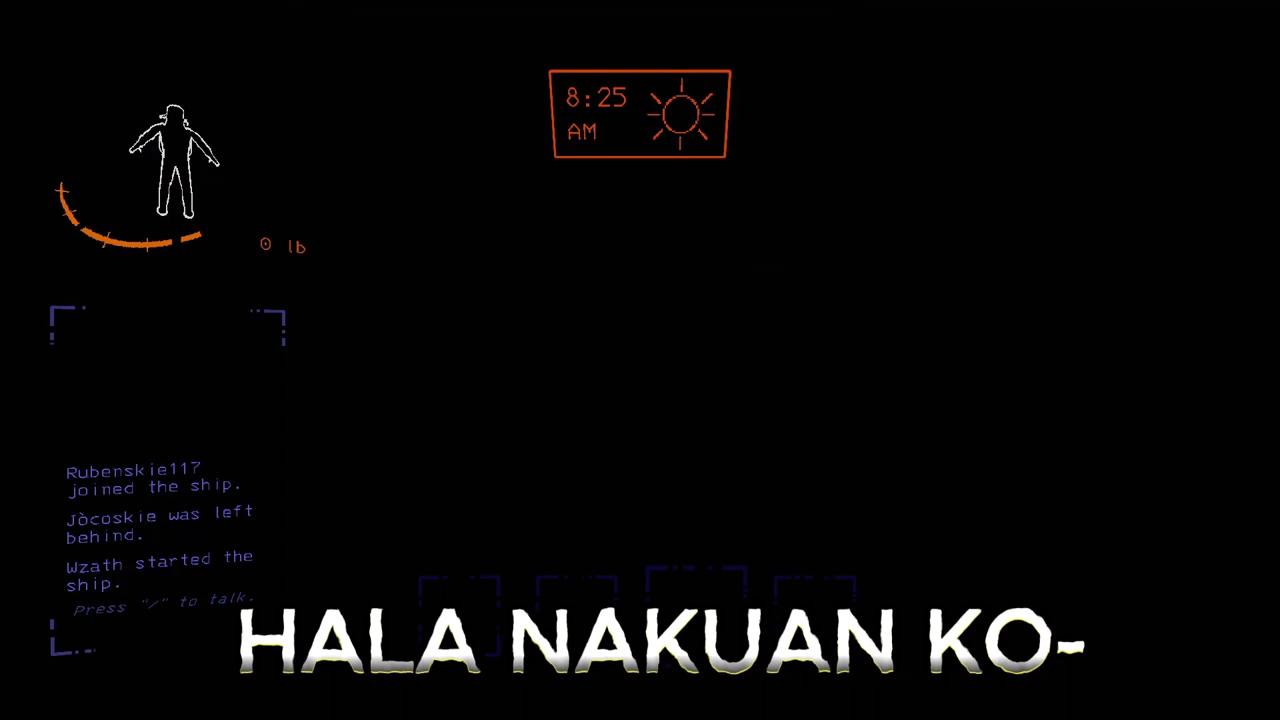 8:25
AM
0 lb
Rubenskie117
joined the ship.
Jòcoskie was left
behind.
Wzath started the
ship.
Press "/" to talk.
HALA NAKUAN KO-